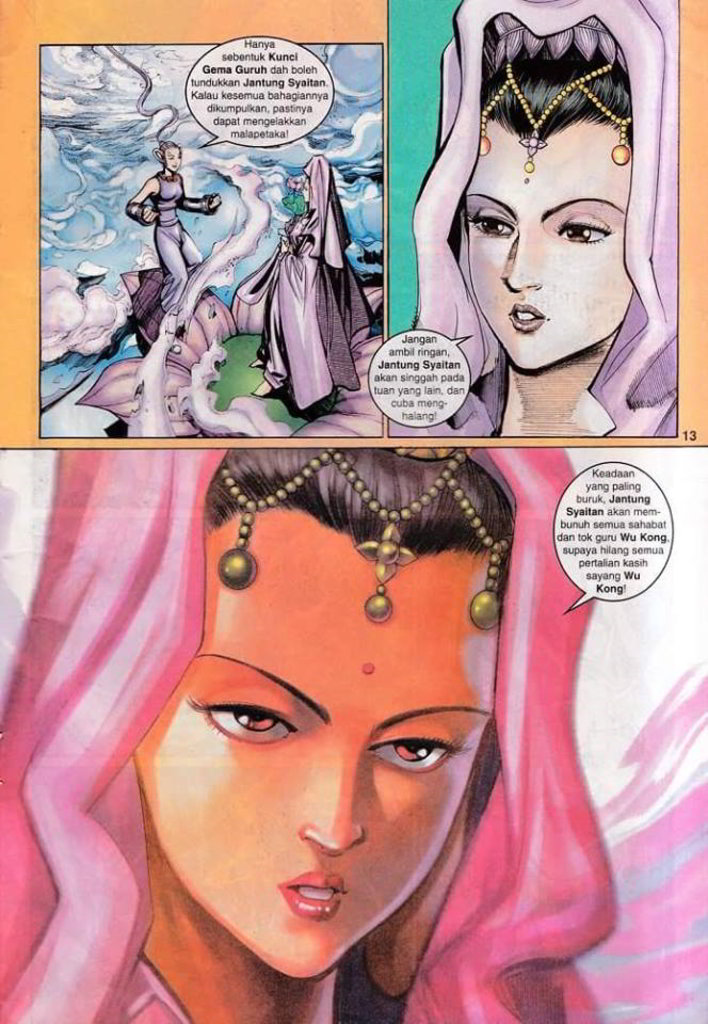 Hanya
sebentuk Kunci
Gema Guruh dah boleh
tundukkan Jantung Syaitan.
Kalau kesemua bahagiannya
dikumpulkan, pastinya
dapat mengelakkan
malapetaka!
Jangan
ambil ringan,
Jantung Syaitan
akan singgah pada
tuan yang lain, dan
cuba meng-
halang!
13
Keadaan
yang paling
buruk, Jantung
Syaitan akan mem-
bunuh semua sahabat
dan tok guru Wu Kong,
supaya hilang semua
pertalian kasih
sayang Wu
Kong!